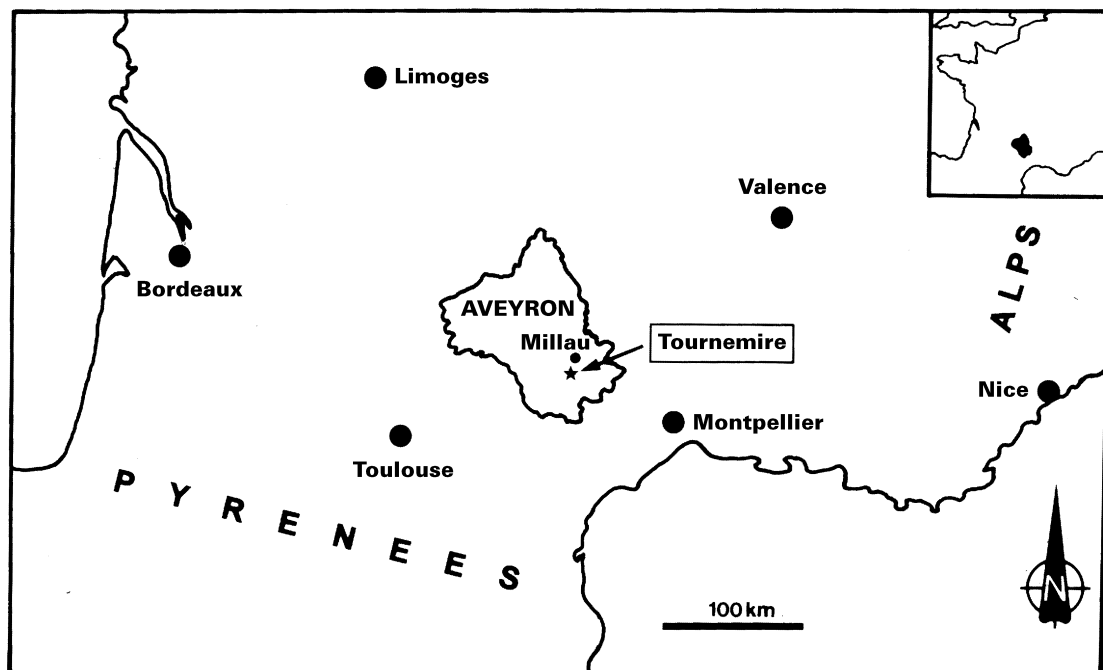 Limoges
Valence
ALPS
Bordeaux
AVEYRON
Millau
Tournemire
Nice
Montpellier
Toulouse
PYRENEES
100 km
N